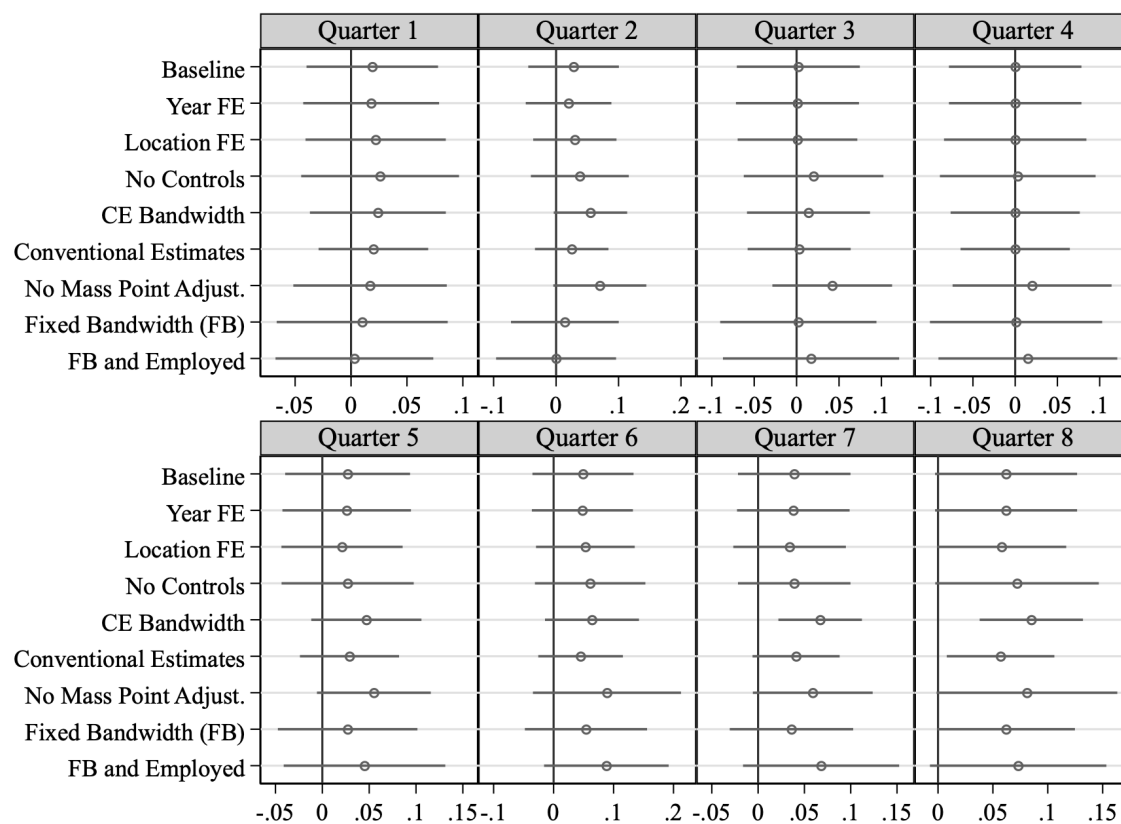 Quarter 1 Quarter 2 Quarter 3 Quarter 4
Baseline
Year FE
Location FE
No Controls
CE Bandwidth
Conventional Estimates
No Mass Point Adjust.
Fixed Bandwidth (FB)
FB and Employed
-.05 0 .05 .1 -.1 0 .1 .2 -.1 -.05 0 .05 .1 -.1 -.05 0 .05 .1
Quarter 5 Quarter 6 Quarter 7 Quarter 8
Baseline
Year FE
Location FE
No Controls
CE Bandwidth
Conventional Estimates
No Mass Point Adjust.
Fixed Bandwidth (FB)
FB and Employed
-.05 0 .05 .1 .15 -.1 0 .1 .2 -.05 0 .05 .1 .15 0 .05 .1 .15